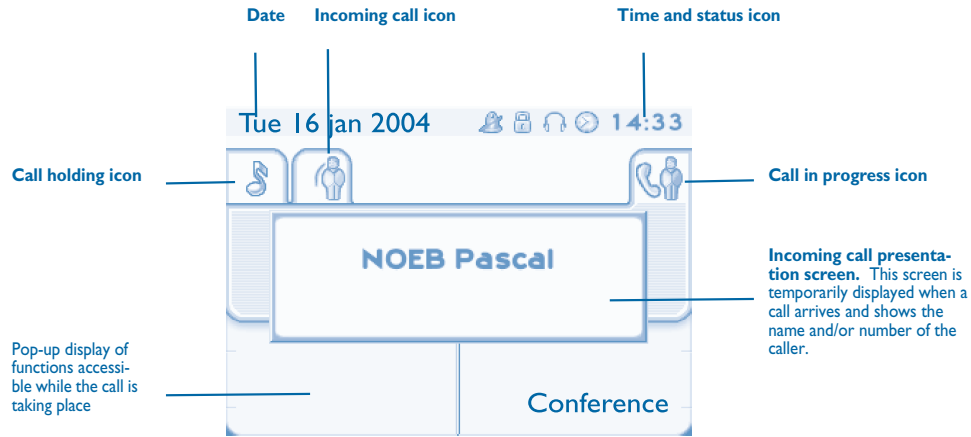 Date
Incoming call icon
Time and status icon
Tue 16 jan 2004
14:33
Call holding icon
Call in progress icon
NOEB Pascal
Incoming call presenta-
tion screen. This screen is
temporarily displayed when a
call arrives and shows the
name and/or number of the
caller.
Pop-up display of
functions accessi-
ble while the call is
taking place
Conference